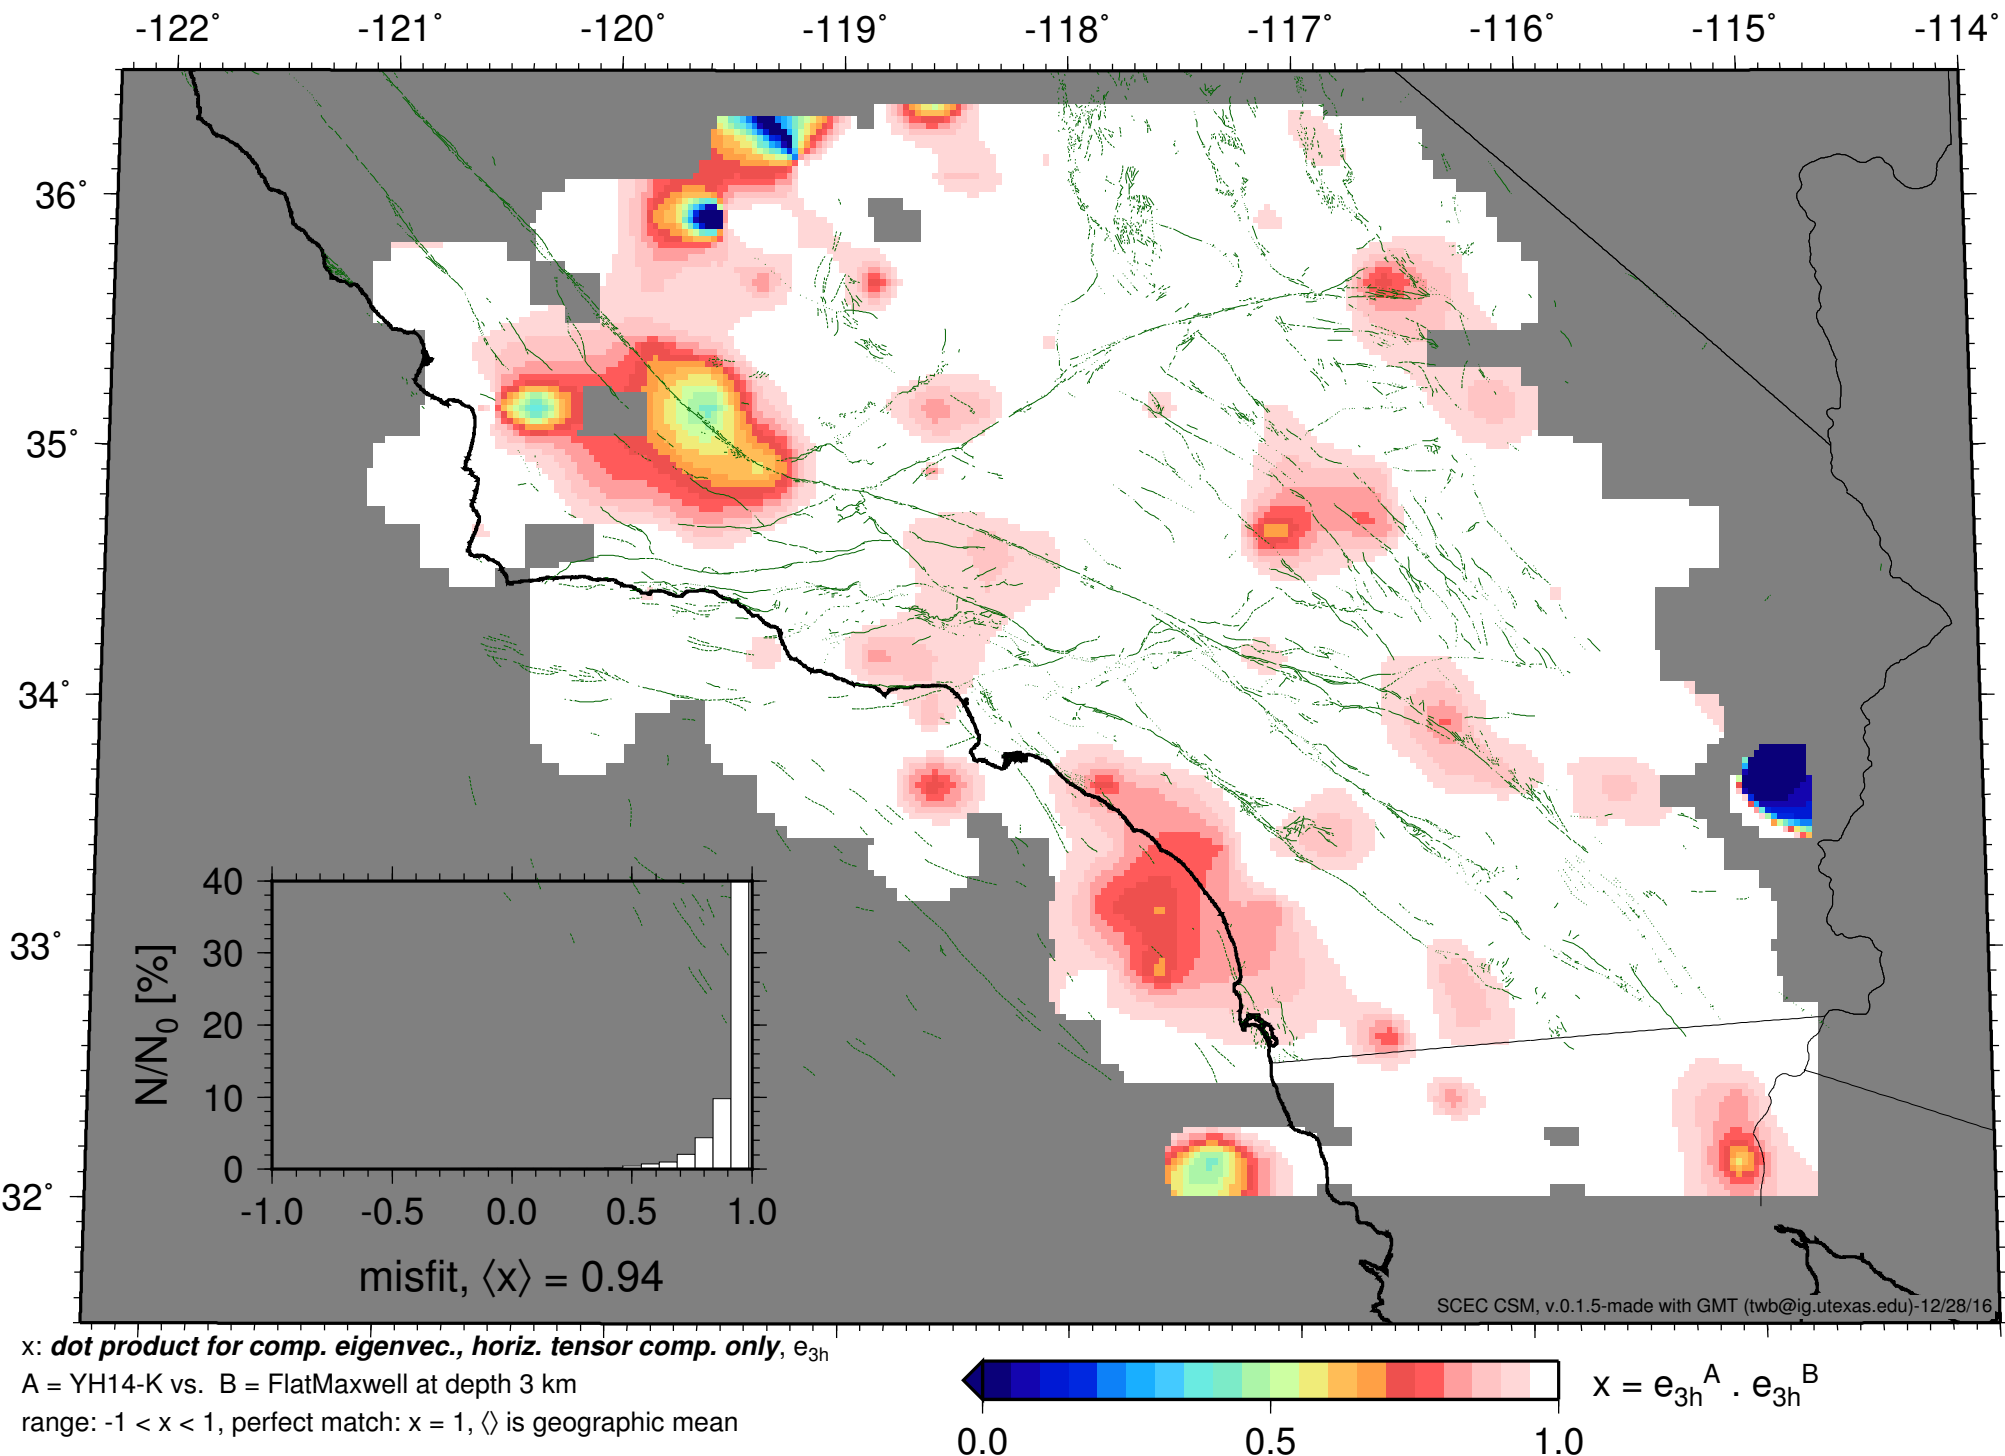 -122° -121° -120° -119° -118° -117° -116° -115° -114°
36°
35°
34°
33°
32°
40
30
20
10
0
N/N0 [%]
-1.0 -0.5 0.0 0.5 1.0
misfit, ⟨x⟩ = 0.94
SCEC CSM, v.0.1.5-made with GMT (twb@ig.utexas.edu)-12/28/16
x: dot product for comp. eigenvec., horiz. tensor comp. only, e3h
A = YH14-K vs. B = FlatMaxwell at depth 3 km
range: -1 < x < 1, perfect match: x = 1, ⟨⟩ is geographic mean
x = e3h^A . e3h^B
0.0 0.5 1.0